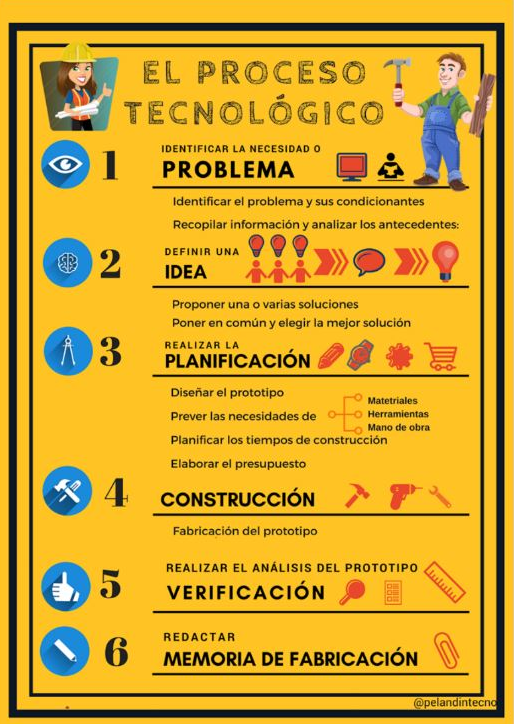 EL PROCESO
TECNOLÓGICO
1
IDENTIFICAR LA NECESIDAD O
PROBLEMA
Identificar el problema y sus condicionantes
Recopilar información y analizar los antecedentes:
2
DEFINIR UNA
IDEA
Proponer una o varias soluciones
Poner en común y elegir la mejor solución
3
REALIZAR LA
PLANIFICACIÓN
Diseñar el prototipo
Prever las necesidades de
Matetriales
Herramientas
Mano de obra
Planificar los tiempos de construcción
Elaborar el presupuesto
4
CONSTRUCCIÓN
Fabricación del prototipo
5
REALIZAR EL ANÁLISIS DEL PROTOTIPO
VERIFICACIÓN
6
REDACTAR
MEMORIA DE FABRICACIÓN
@pelandintecno